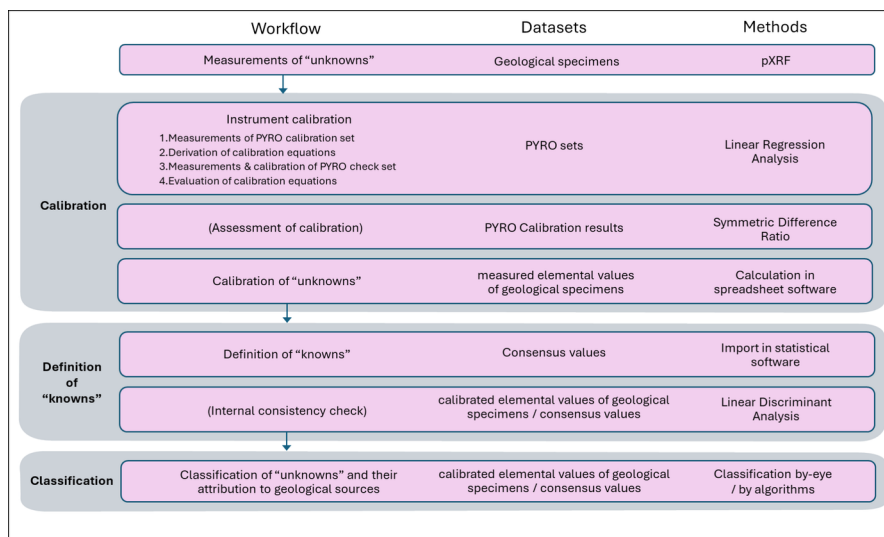 Workflow Datasets Methods
Measurements of “unknowns” Geological specimens pXRF
Calibration
Instrument calibration
1.Measurements of PYRO calibration set
2.Derivation of calibration equations
3.Measurements & calibration of PYRO check set
4.Evaluation of calibration equations
PYRO sets
Linear Regression
Analysis
(Assessment of calibration)
PYRO Calibration results
Symmetric Difference
Ratio
Calibration of “unknowns”
measured elemental values
of geological specimens
Calculation in
spreadsheet software
Definition
of
“knowns”
Definition of “knowns”
Consensus values
Import in statistical
software
(Internal consistency check)
calibrated elemental values of geological
specimens / consensus values
Linear Discriminant
Analysis
Classification
Classification of “unknowns” and their
attribution to geological sources
calibrated elemental values of geological
specimens / consensus values
Classification by-eye
/ by algorithms